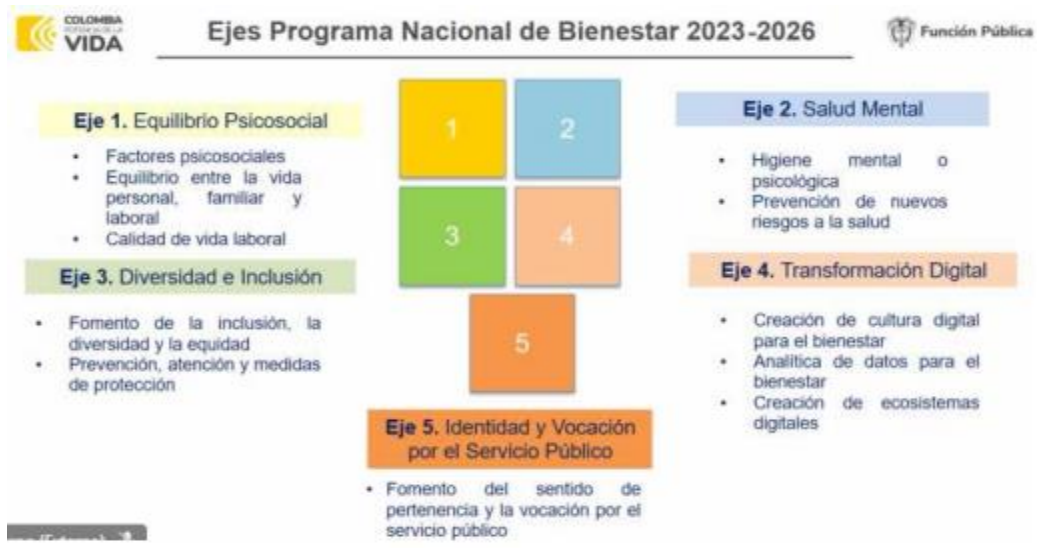 COLOMBIA
POTENCIA DE LA
VIDA
Ejes Programa Nacional de Bienestar 2023-2026
Función Pública
Eje 1. Equilibrio Psicosocial
• Factores psicosociales
• Equilibrio entre la vida
personal, familiar y
laboral
• Calidad de vida laboral
1
2
Eje 2. Salud Mental
• Higiene mental o
psicológica
• Prevención de nuevos
riesgos a la salud
Eje 3. Diversidad e Inclusión
• Fomento de la inclusión, la
diversidad y la equidad
• Prevención, atención y medidas
de protección
3
4
Eje 4. Transformación Digital
• Creación de cultura digital
para el bienestar
• Analítica de datos para el
bienestar
• Creación de ecosistemas
digitales
5
Eje 5. Identidad y Vocación
por el Servicio Público
• Fomento del sentido de
pertenencia y la vocación por el
servicio público